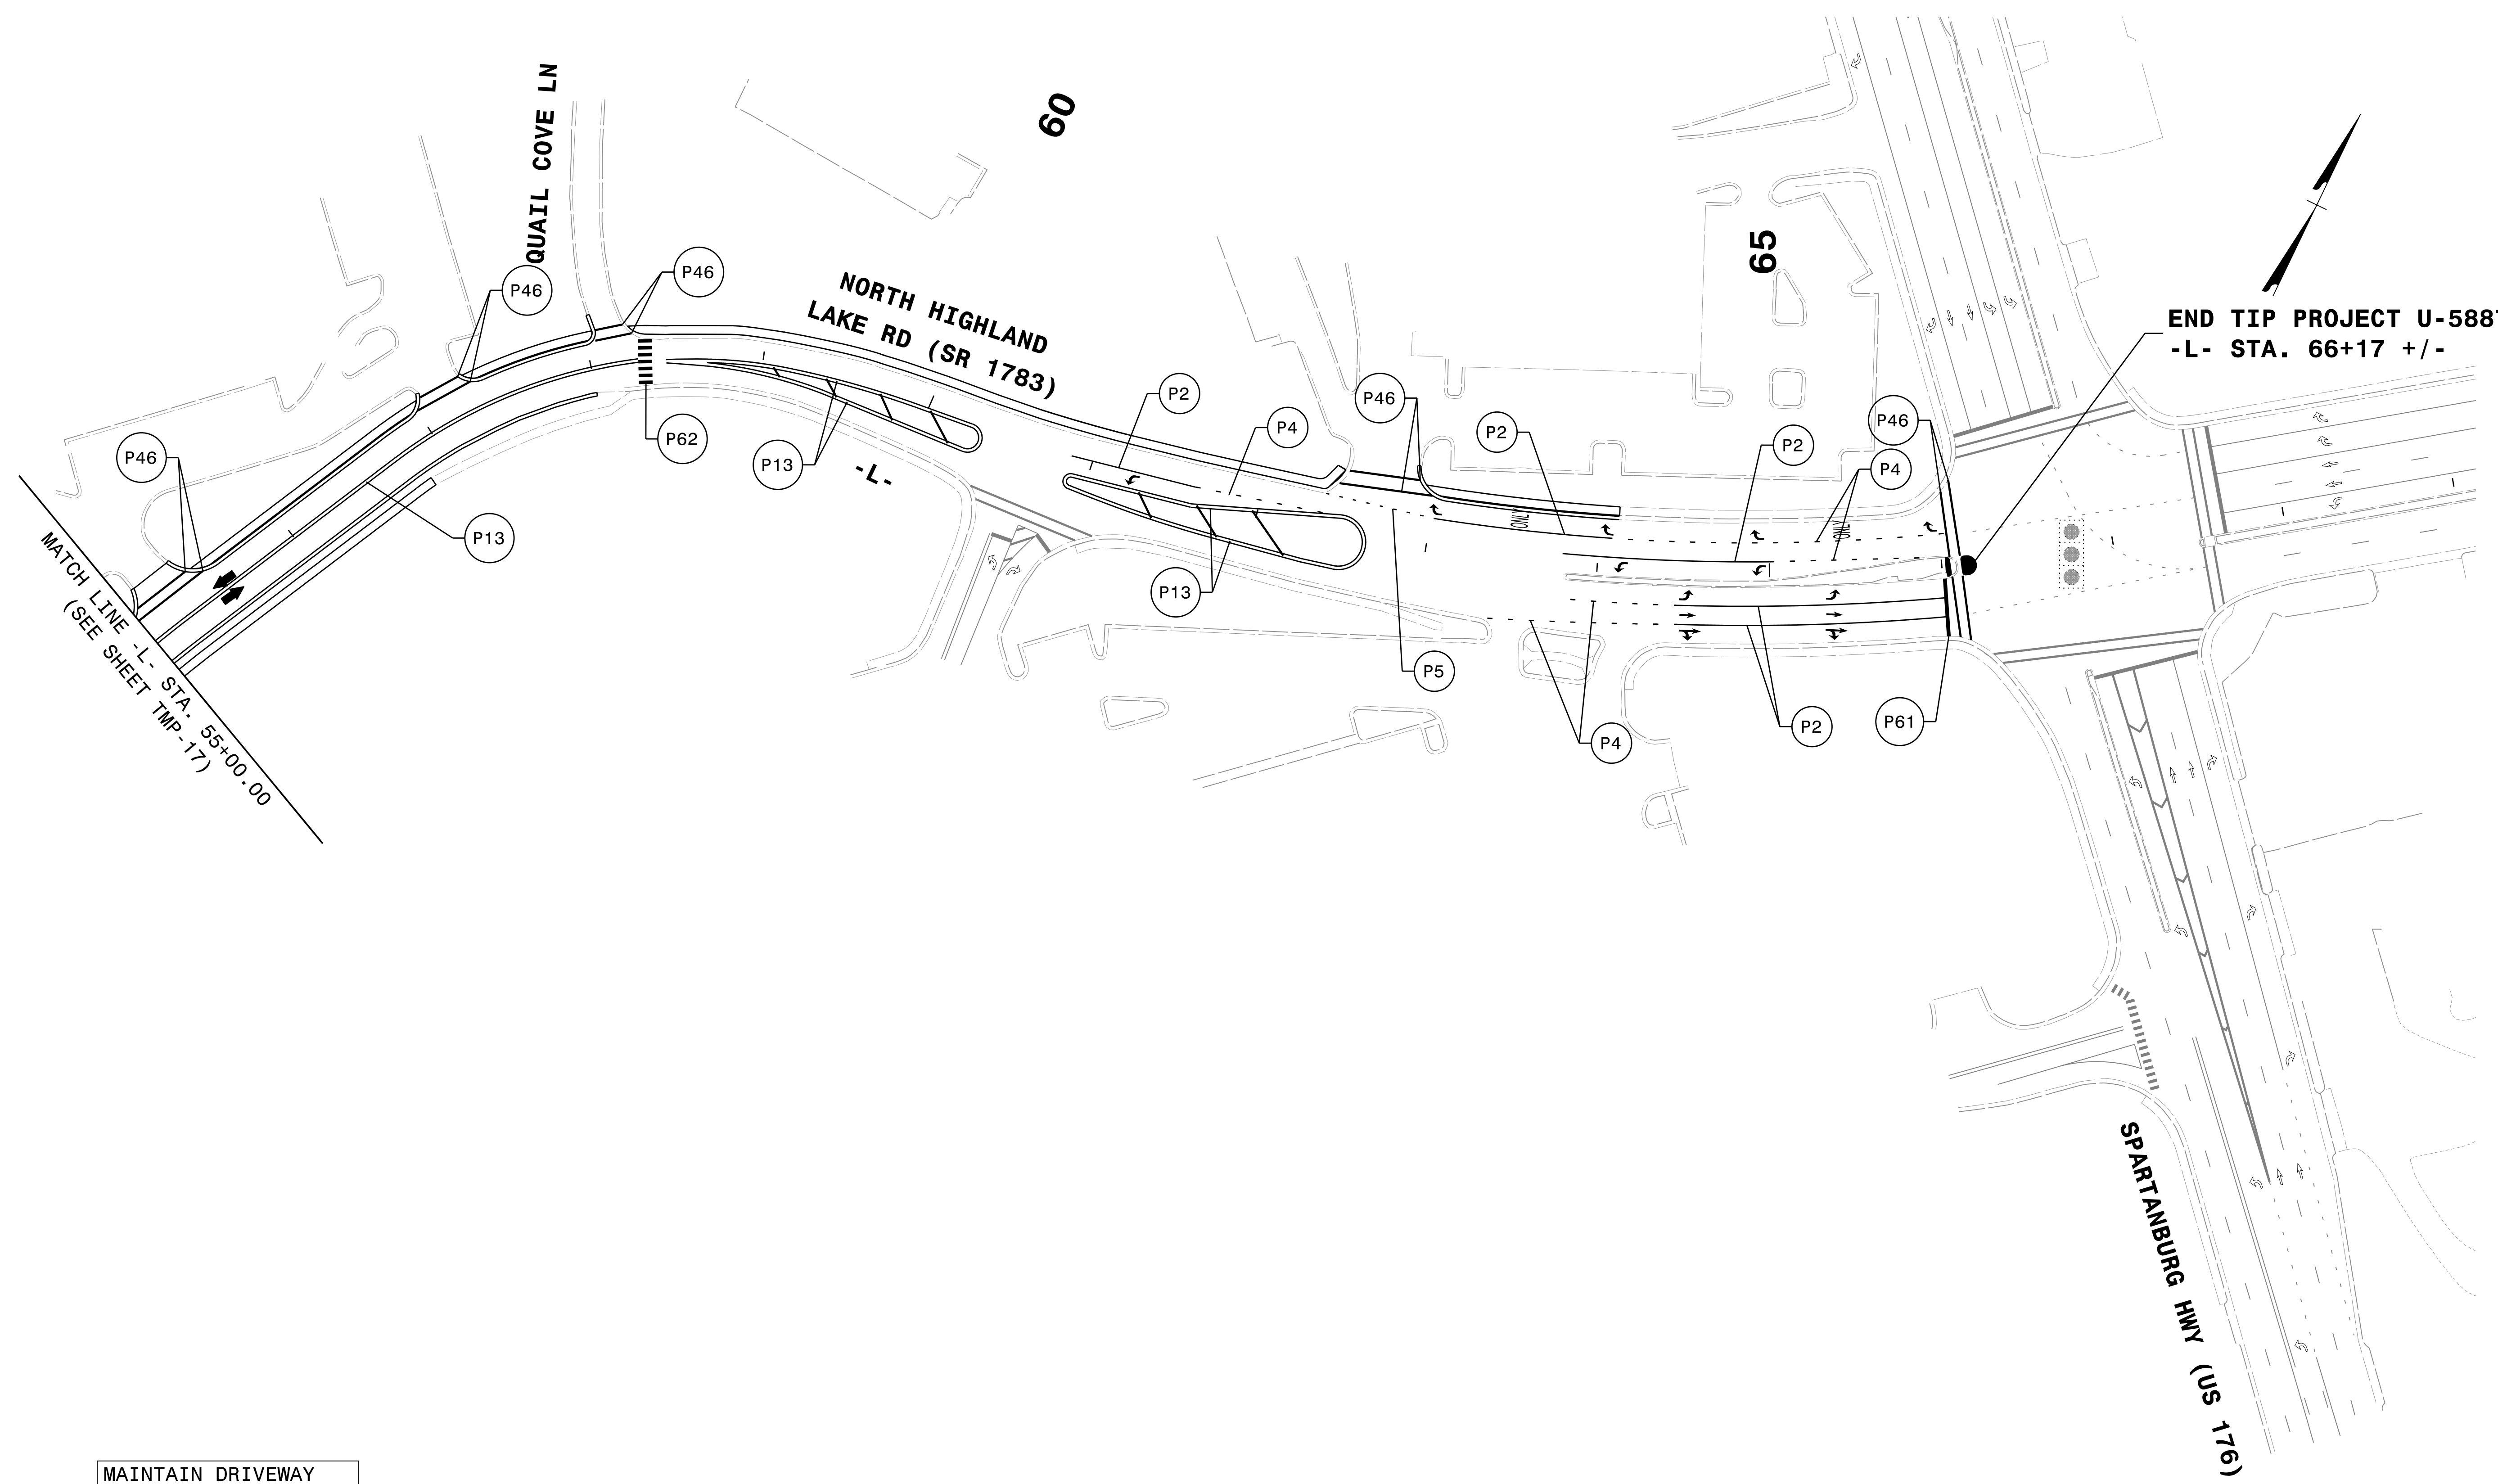 QUAIL COVE LN
60
65
P46
P46
NORTH HIGHLAND
LAKE RD (SR 1783)
END TIP PROJECT U-588
-L- STA. 66+17 +/-
P2
P46
P4
P2
P46
P2
P4
P62
P13
-L-
P46
P13
ONLY
ONLY
P13
P5
P4
P2
P61
MATCH LINE -L- STA. 55+00.00
(SEE SHEET TMP-17)
SPARTANBURG HWY (US 176)
MAINTAIN DRIVEWAY